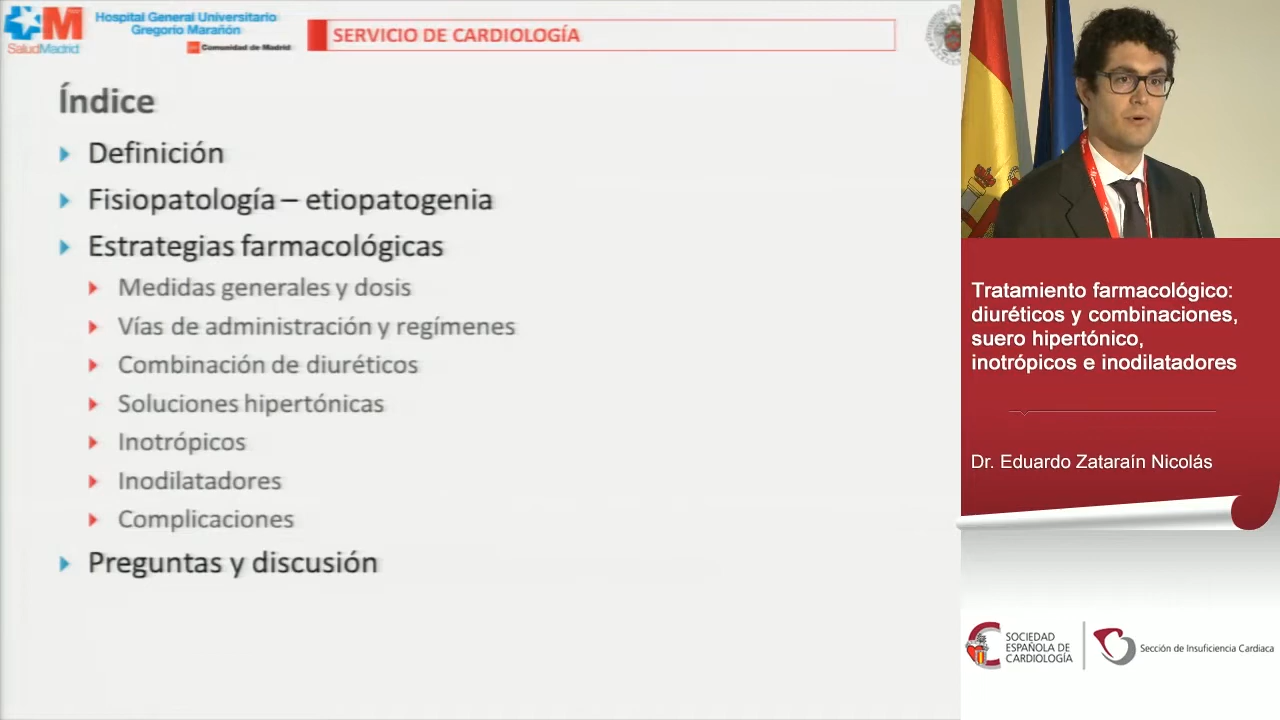 SaludMadrid
Hospital General Universitario
Gregorio Marañón
Comunidad de Madrid
SERVICIO DE CARDIOLOGÍA
Índice
Definición
Fisiopatología – etiopatogenia
Estrategias farmacológicas
Medidas generales y dosis
Vías de administración y regímenes
Combinación de diuréticos
Soluciones hipertónicas
Inotrópicos
Inodilatadores
Complicaciones
Preguntas y discusión
Tratamiento farmacológico:
diuréticos y combinaciones,
suero hipertónico,
inotrópicos e inodilatadores
Dr. Eduardo Zataraín Nicolás
SOCIEDAD
ESPAÑOLA DE
CARDIOLOGÍA
Sección de Insuficiencia Cardiaca